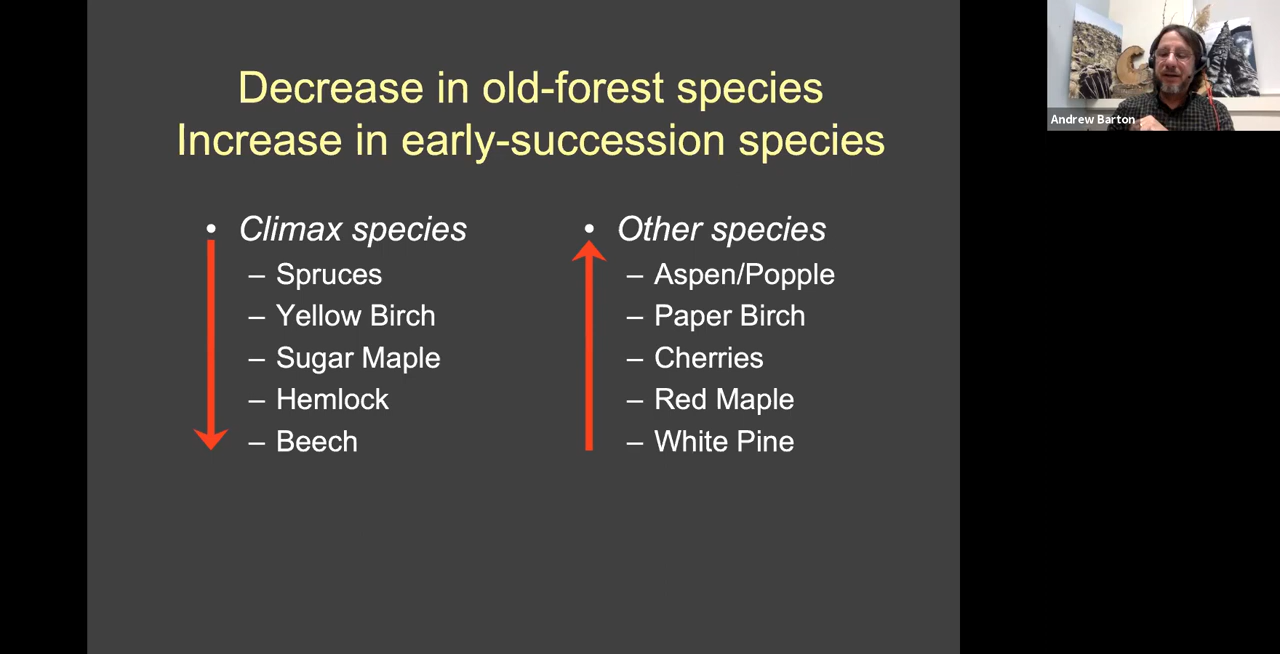 Decrease in old-forest species
Increase in early-succession species
• Climax species
– Spruces
– Yellow Birch
– Sugar Maple
– Hemlock
– Beech
• Other species
– Aspen/Popple
– Paper Birch
– Cherries
– Red Maple
– White Pine
Andrew Barton